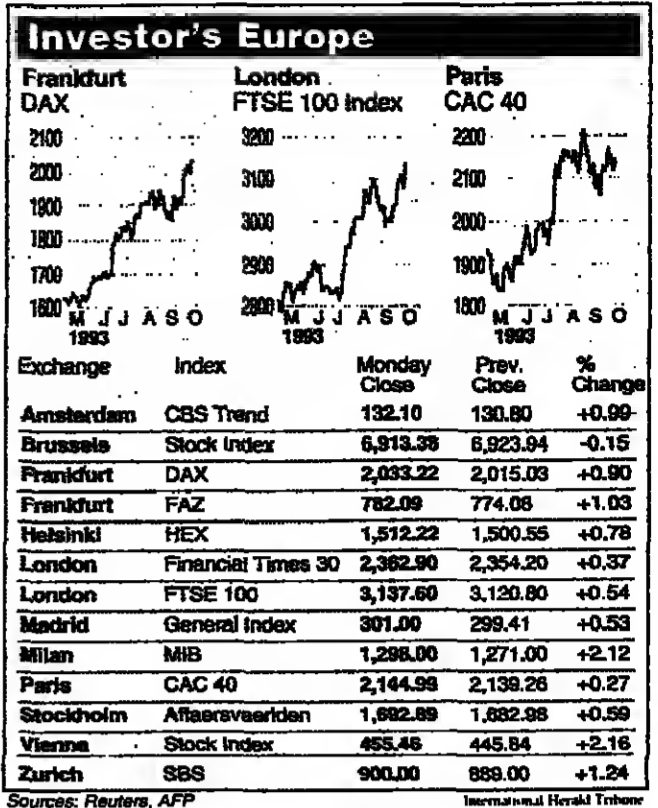 Investor's Europe
Frankfurt
DAX
London
FTSE 100 Index
Paris
CAC 40
2100
2000
1900
1800
1700
1600
M J J A S O
1993
3200
3100
3000
2900
2800
M J J A S O
1993
2200
2100
2000
1900
1800
M J J A S O
1993
Exchange Index Monday Close Prev. Close % Change
Amsterdam CBS Trend 132.10 130.80 +0.99
Brussels Stock Index 6,913.38 6,923.94 -0.15
Frankfurt DAX 2,033.22 2,015.03 +0.90
Frankfurt FAZ 782.09 774.08 +1.03
Helsinki HEX 1,512.22 1,500.55 +0.78
London Financial Times 30 2,362.90 2,354.20 +0.37
London FTSE 100 3,137.60 3,120.80 +0.54
Madrid General Index 301.00 299.41 +0.53
Milan MIB 1,298.00 1,271.00 +2.12
Paris CAC 40 2,144.99 2,139.26 +0.27
Stockholm Affaersvaerlden 1,692.89 1,682.98 +0.59
Vienna Stock Index 455.46 445.84 +2.16
Zurich SBS 900.00 889.00 +1.24
Sources: Reuters, AFP
International Herald Tribune